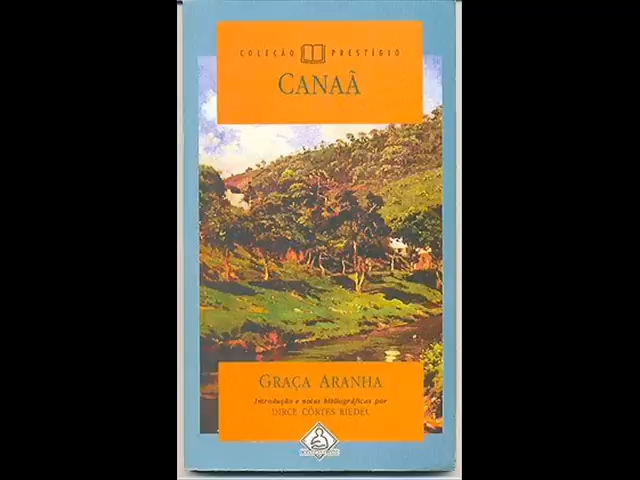 COLEÇÃO PRESTÍGIO
CANAÃ
GRAÇA ARANHA
Introdução e notas bibliográficas por
DIRCE CÔRTES RIEDEL